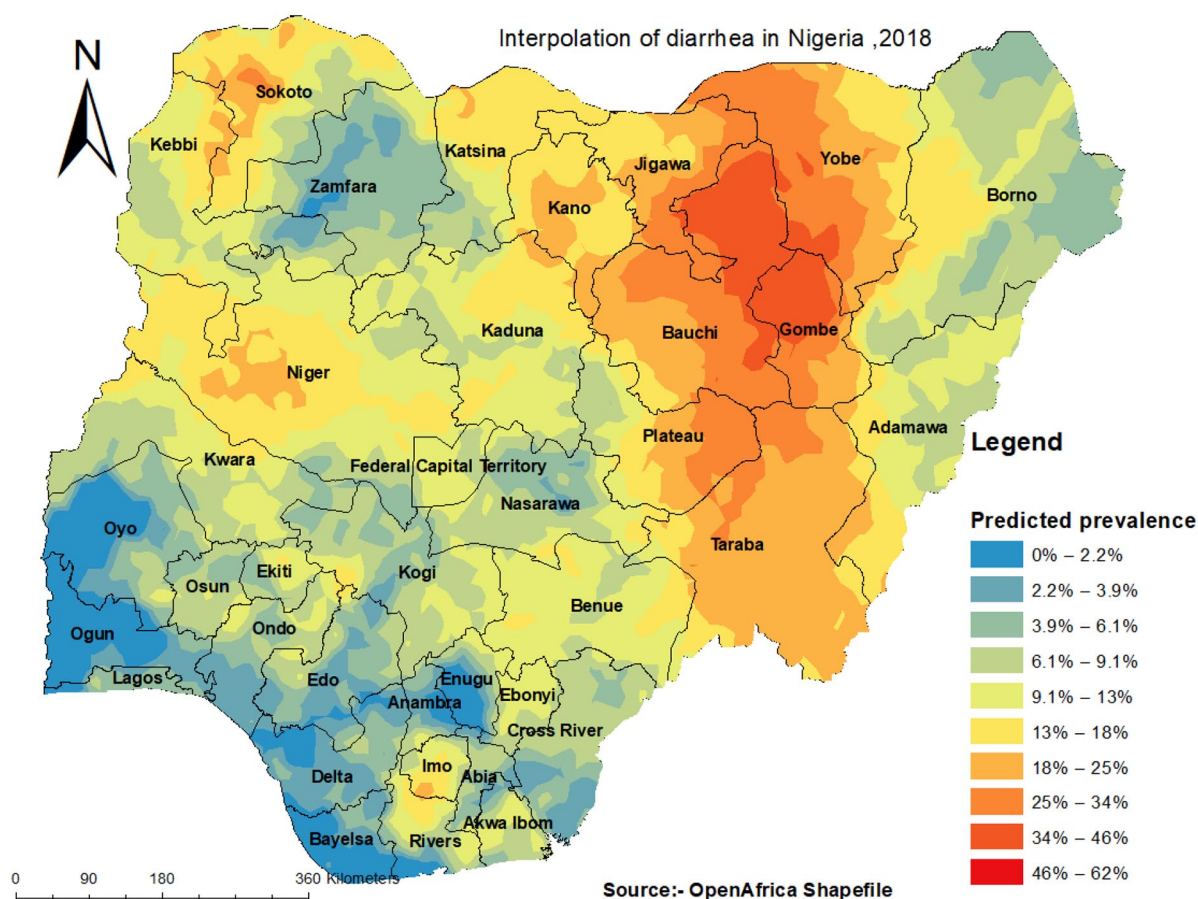 Interpolation of diarrhea in Nigeria ,2018
N
Sokoto
Kebbi
Katsina
Zamfara
Kano
Jigawa
Yobe
Borno
Kaduna
Bauchi
Gombe
Niger
Adamawa
Plateau
Kwara
Federal Capital Territory
Nasarawa
Oyo
Taraba
Ekiti
Kogi
Osun
Benue
Ogun
Ondo
Lagos
Edo
Enugu
Anambra
Ebonyi
Cross River
Imo
Delta
Abia
Akwa Ibom
Bayelsa
Rivers
Legend
Predicted prevalence
0% – 2.2%
2.2% – 3.9%
3.9% – 6.1%
6.1% – 9.1%
9.1% – 13%
13% – 18%
18% – 25%
25% – 34%
34% – 46%
46% – 62%
0 90 180 360 Kilometers
Source:- OpenAfrica Shapefile